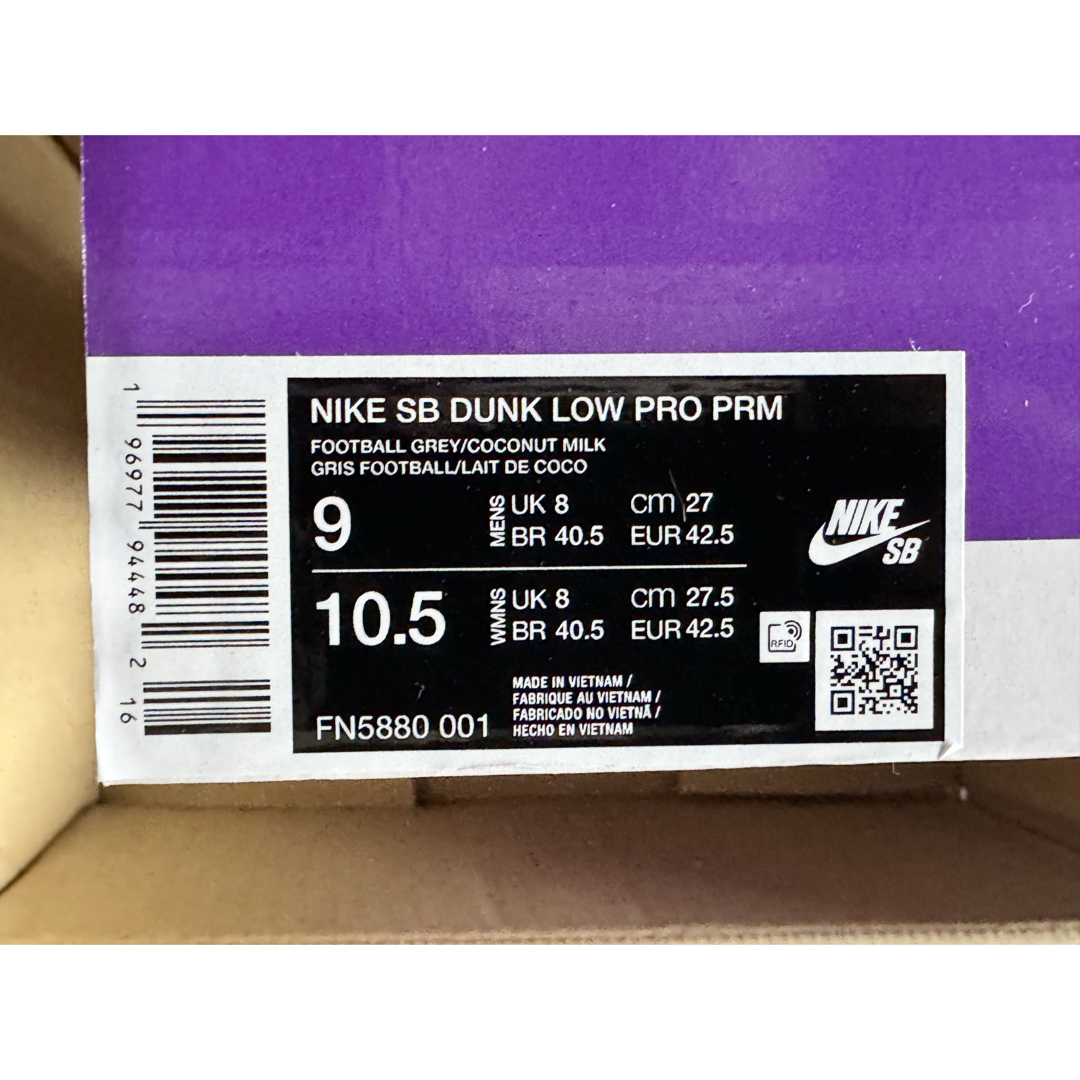 NIKE SB DUNK LOW PRO PRM
FOOTBALL GREY/COCONUT MILK
GRIS FOOTBALL/LAIT DE COCO
9
MENS
UK 8 cm 27
BR 40.5 EUR 42.5
10.5
WMNS
UK 8 cm 27.5
BR 40.5 EUR 42.5
FN5880 001
MADE IN VIETNAM /
FABRIQUE AU VIETNAM /
FABRICADO NO VIETNÃ /
HECHO EN VIETNAM
NIKE
SB
RFID
1 96977 94448 2 16